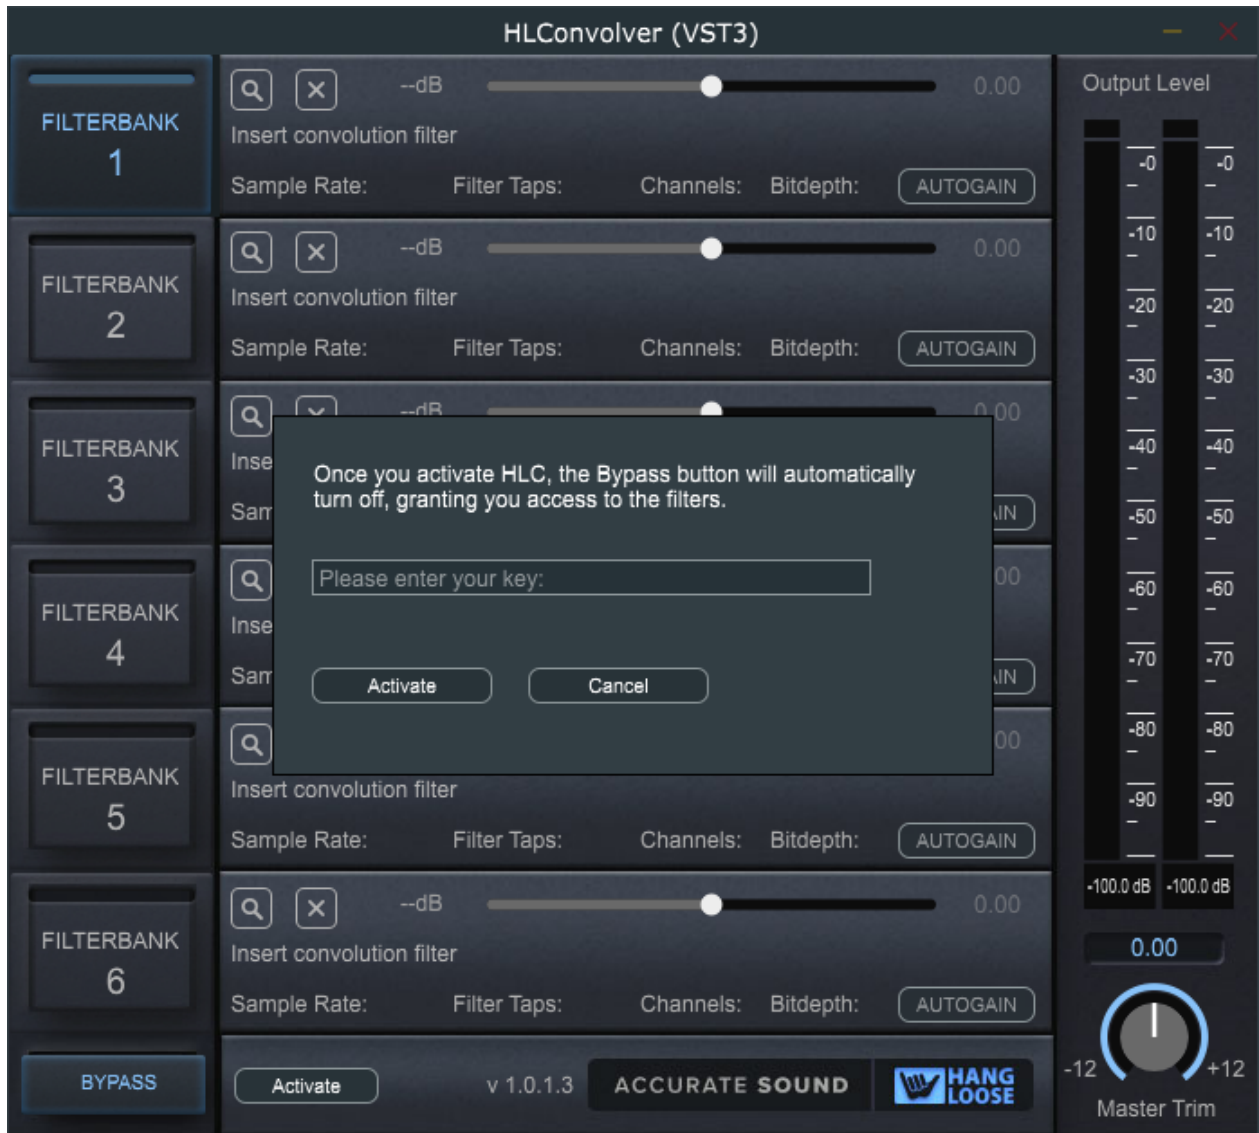 HLConvolver (VST3)
FILTERBANK
1
--dB
0.00
Insert convolution filter
Sample Rate: Filter Taps: Channels: Bitdepth: AUTOGAIN
FILTERBANK
2
--dB
0.00
Insert convolution filter
Sample Rate: Filter Taps: Channels: Bitdepth: AUTOGAIN
FILTERBANK
3
--dB
0.00
Once you activate HLC, the Bypass button will automatically
turn off, granting you access to the filters.
Please enter your key:
Activate Cancel
FILTERBANK
4
FILTERBANK
5
Insert convolution filter
Sample Rate: Filter Taps: Channels: Bitdepth: AUTOGAIN
FILTERBANK
6
--dB
0.00
Insert convolution filter
Sample Rate: Filter Taps: Channels: Bitdepth: AUTOGAIN
BYPASS
Activate
v 1.0.1.3
ACCURATE SOUND
HANG
LOOSE
Output Level
-0 -0
-10 -10
-20 -20
-30 -30
-40 -40
-50 -50
-60 -60
-70 -70
-80 -80
-90 -90
-100.0 dB -100.0 dB
0.00
-12 +12
Master Trim